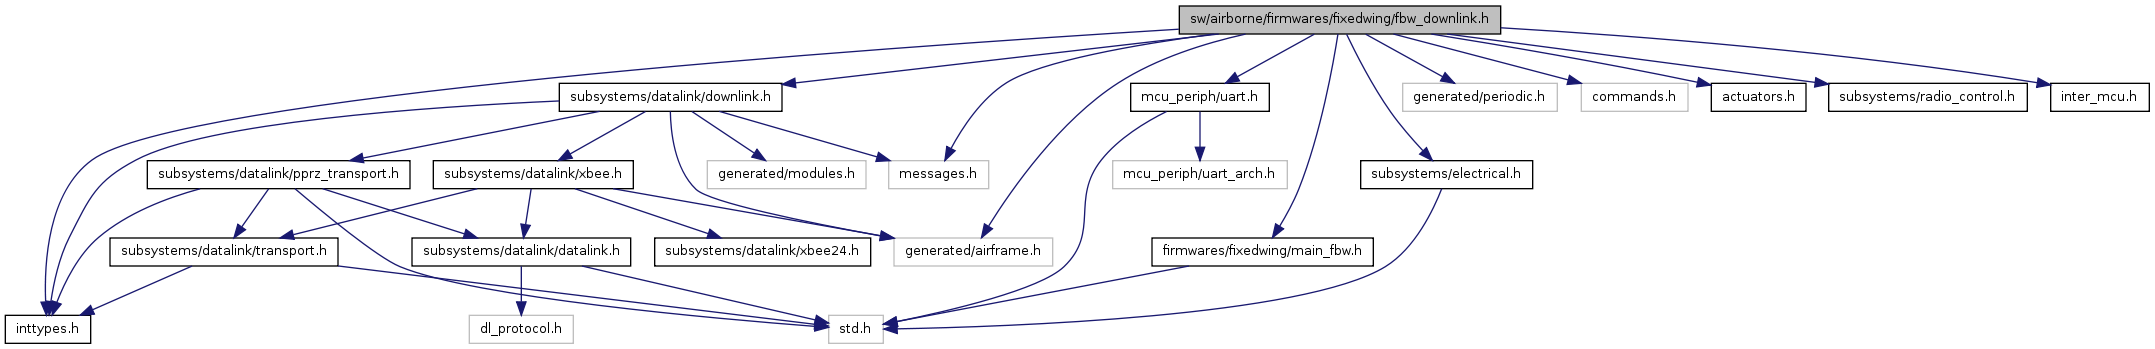 sw/airborne/firmwares/fixedwing/fbw_downlink.h
subsystems/datalink/downlink.h
mcu_periph/uart.h
generated/periodic.h
commands.h
actuators.h
subsystems/radio_control.h
inter_mcu.h
subsystems/datalink/pprz_transport.h
subsystems/datalink/xbee.h
generated/modules.h
messages.h
mcu_periph/uart_arch.h
subsystems/electrical.h
subsystems/datalink/transport.h
subsystems/datalink/datalink.h
subsystems/datalink/xbee24.h
generated/airframe.h
firmwares/fixedwing/main_fbw.h
inttypes.h
dl_protocol.h
std.h